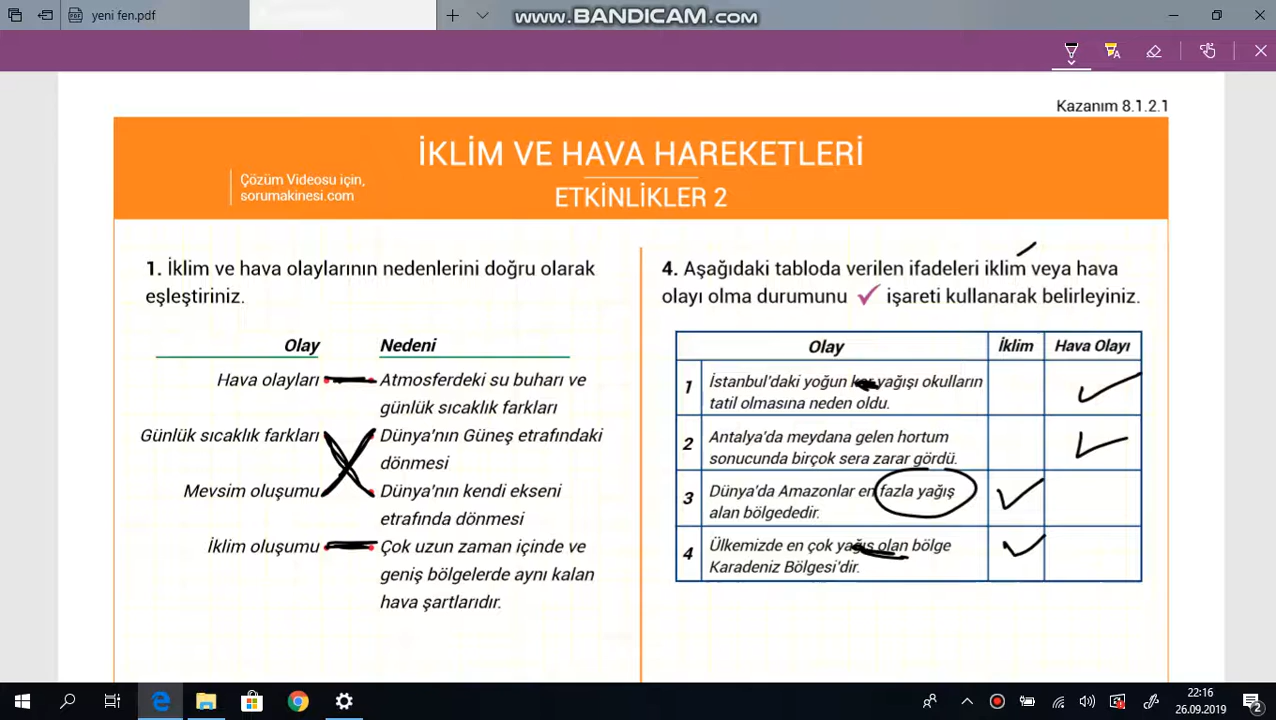 yeni fen.pdf
www.BANDICAM.com
Kazanım 8.1.2.1
İKLİM VE HAVA HAREKETLERİ
ETKİNLİKLER 2
Çözüm Videosu için,
sorumakinesi.com
1. İklim ve hava olaylarının nedenlerini doğru olarak
eşleştiriniz.
Olay Nedeni
Hava olayları Atmosferdeki su buharı ve
günlük sıcaklık farkları
Günlük sıcaklık farkları Dünya'nın Güneş etrafındaki
dönmesi
Mevsim oluşumu Dünya'nın kendi ekseni
etrafında dönmesi
İklim oluşumu Çok uzun zaman içinde ve
geniş bölgelerde aynı kalan
hava şartlarıdır.
4. Aşağıdaki tabloda verilen ifadeleri iklim veya hava
olayı olma durumunu işareti kullanarak belirleyiniz.
Olay İklim Hava Olayı
1 İstanbul'daki yoğun kar yağışı okulların
tatil olmasına neden oldu.
2 Antalya'da meydana gelen hortum
sonucunda birçok sera zarar gördü.
3 Dünya'da Amazonlar en fazla yağış
alan bölgededir.
4 Ülkemizde en çok yağış olan bölge
Karadeniz Bölgesi'dir.
22:16
26.09.2019
2